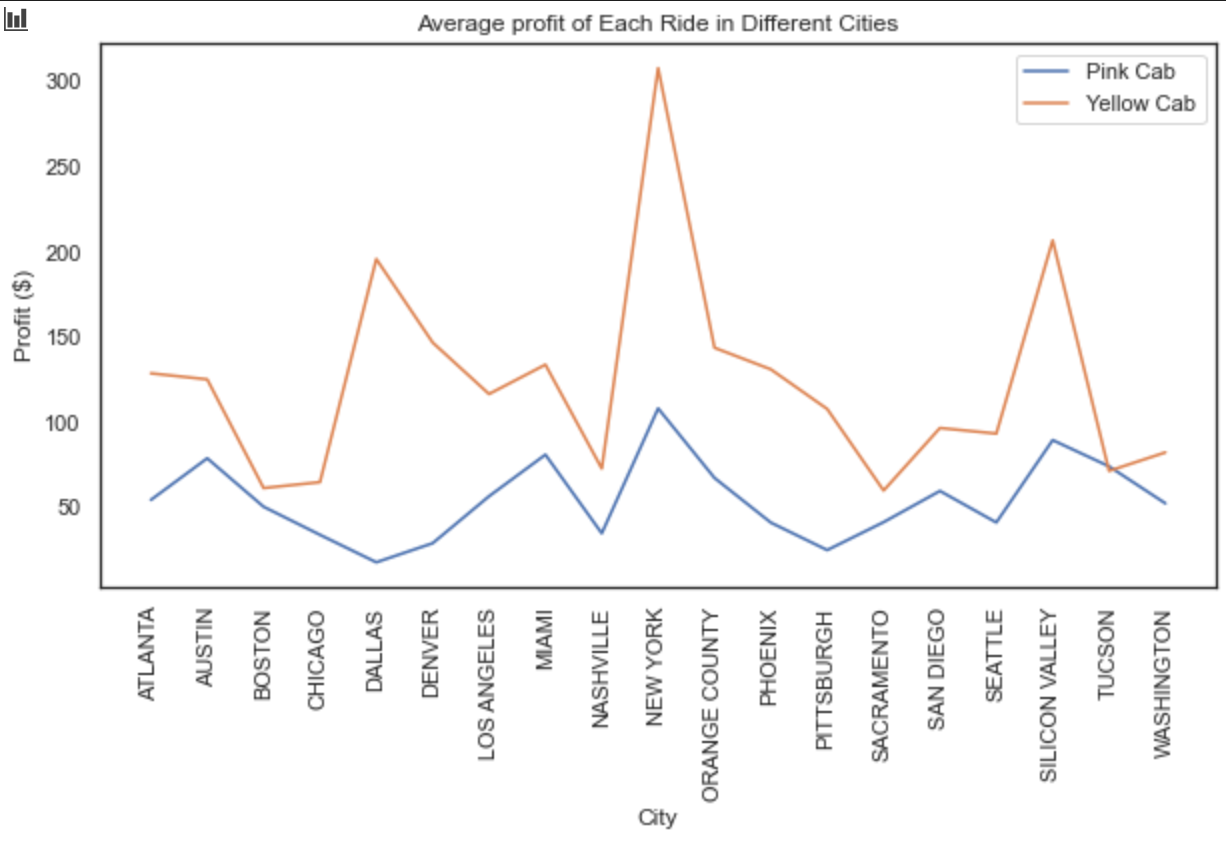 Average profit of Each Ride in Different Cities
Pink Cab
Yellow Cab
300
250
200
150
100
50
Profit ($)
ATLANTA
AUSTIN
BOSTON
CHICAGO
DALLAS
DENVER
LOS ANGELES
MIAMI
NASHVILLE
NEW YORK
ORANGE COUNTY
PHOENIX
PITTSBURGH
SACRAMENTO
SAN DIEGO
SEATTLE
SILICON VALLEY
TUCSON
WASHINGTON
City